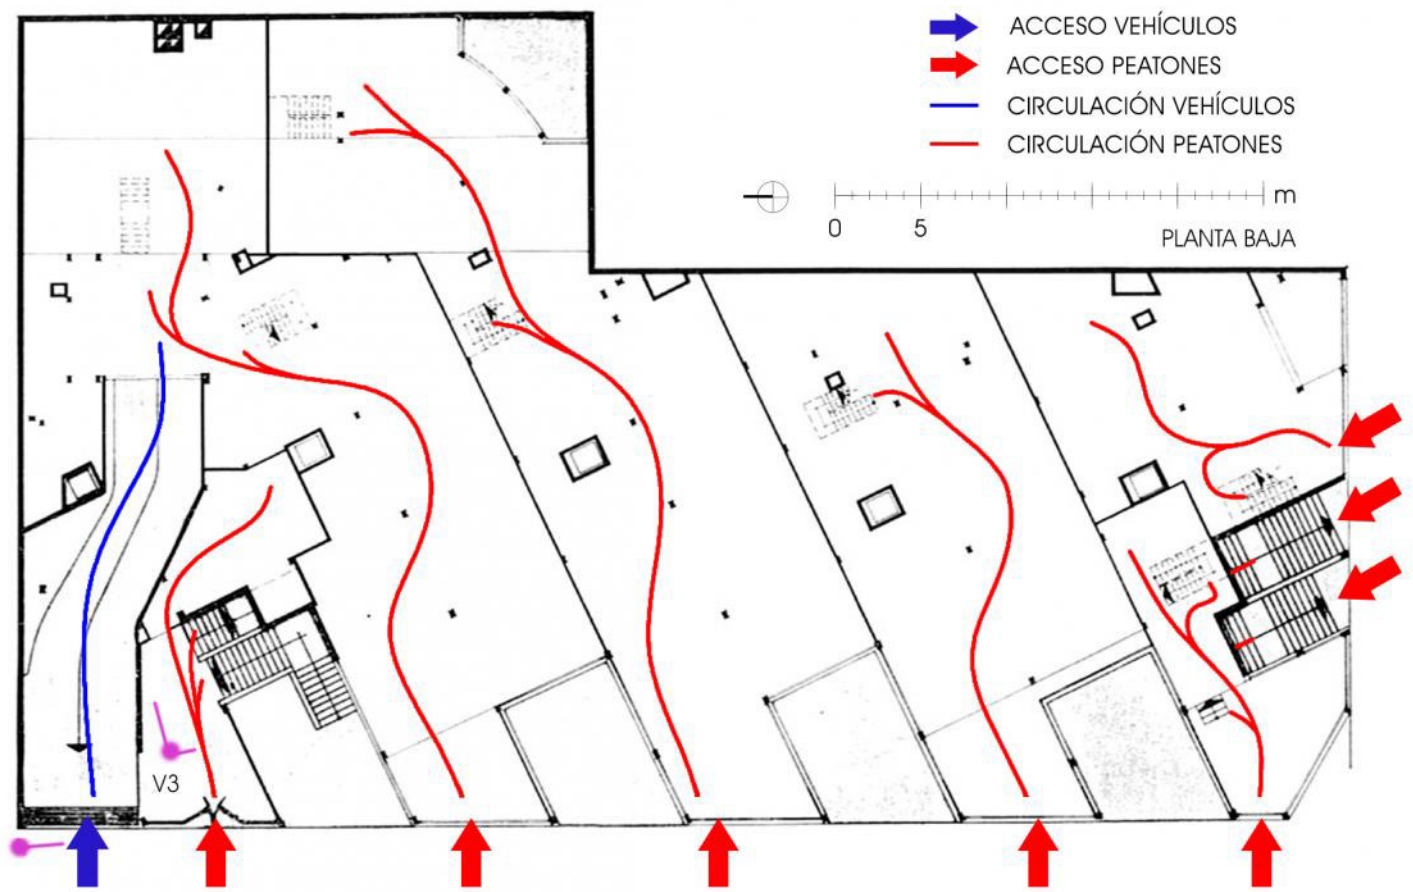 ACCESO VEHÍCULOS
ACCESO PEATONES
CIRCULACIÓN VEHÍCULOS
CIRCULACIÓN PEATONES
m
0 5
PLANTA BAJA
V3